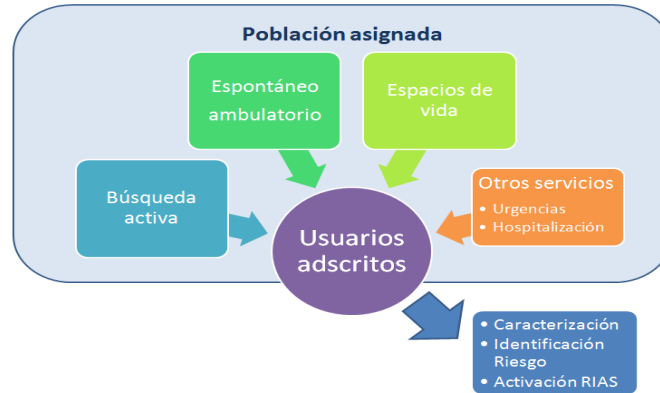 Población asignada
Espontáneo
ambulatorio
Espacios de
vida
Búsqueda
activa
Otros servicios
• Urgencias
• Hospitalización
Usuarios
adscritos
• Caracterización
• Identificación
Riesgo
• Activación RIAS